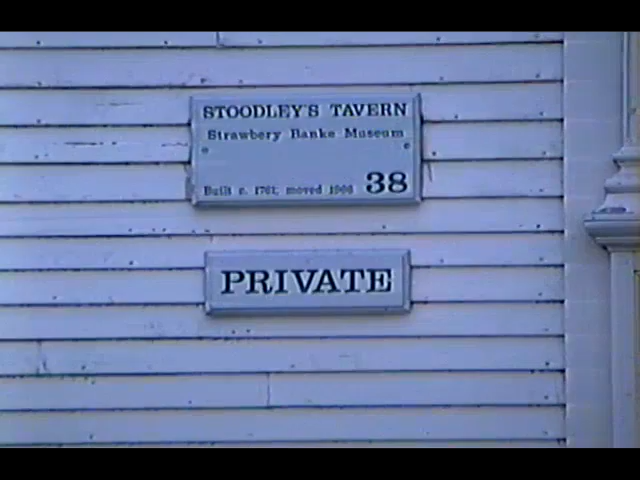 STOODLEY'S TAVERN
Strawbery Banke Museum
Built c. 1761; moved 1966 38
PRIVATE